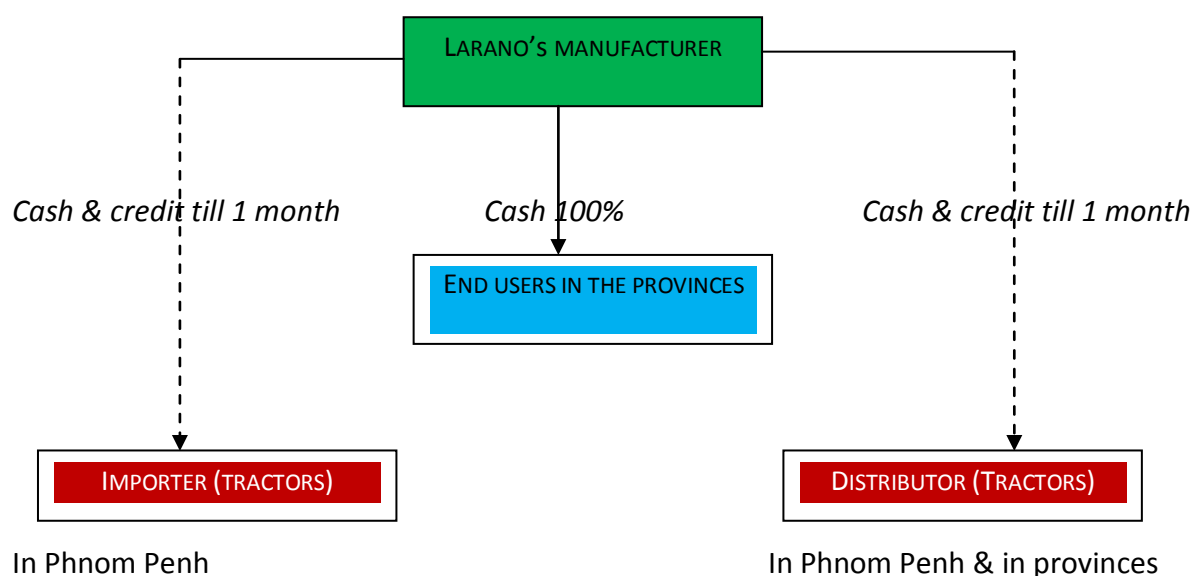 LARANO’S MANUFACTURER
Cash & credit till 1 month
Cash 100%
Cash & credit till 1 month
END USERS IN THE PROVINCES
IMPORTER (TRACTORS)
DISTRIBUTOR (TRACTORS)
In Phnom Penh
In Phnom Penh & in provinces